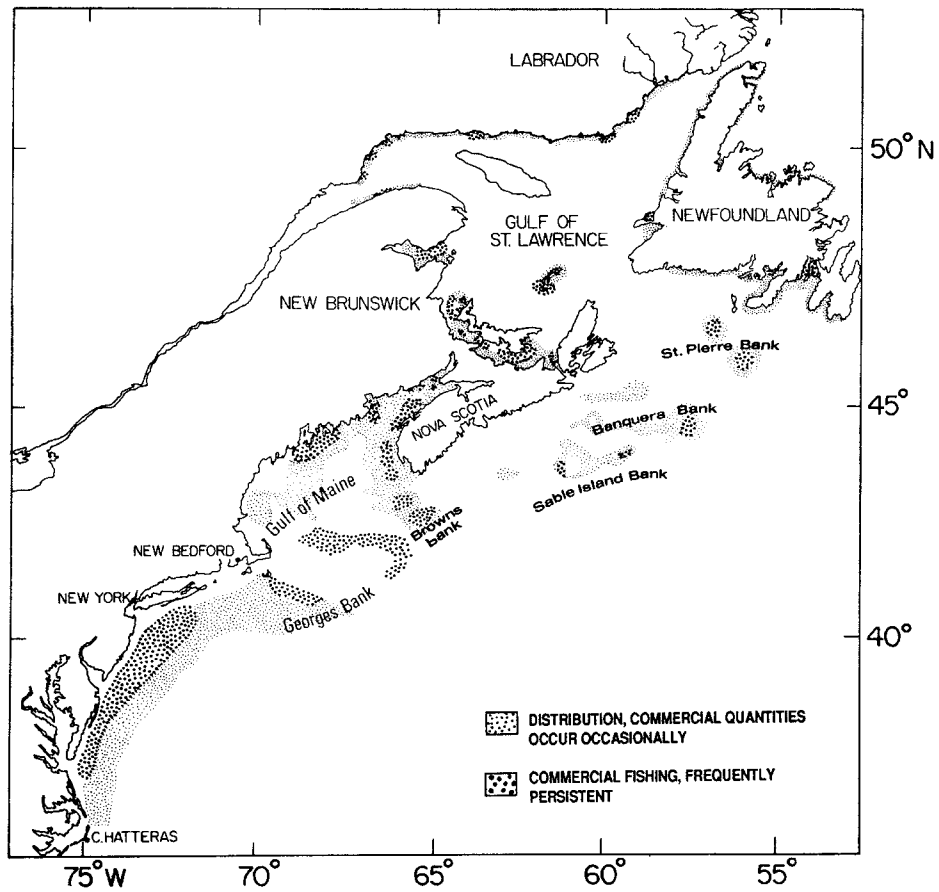 LABRADOR
50°N
NEWFOUNDLAND
GULF OF
ST. LAWRENCE
NEW BRUNSWICK
St. Pierre Bank
45°
NOVA SCOTIA
Banquera Bank
Sable Island Bank
Gulf of Maine
Browns
bank
NEW BEDFORD
NEW YORK
Georges Bank
40°
DISTRIBUTION, COMMERCIAL QUANTITIES
OCCUR OCCASIONALLY
COMMERCIAL FISHING, FREQUENTLY
PERSISTENT
C.HATTERAS
75°W
70°
65°
60°
55°